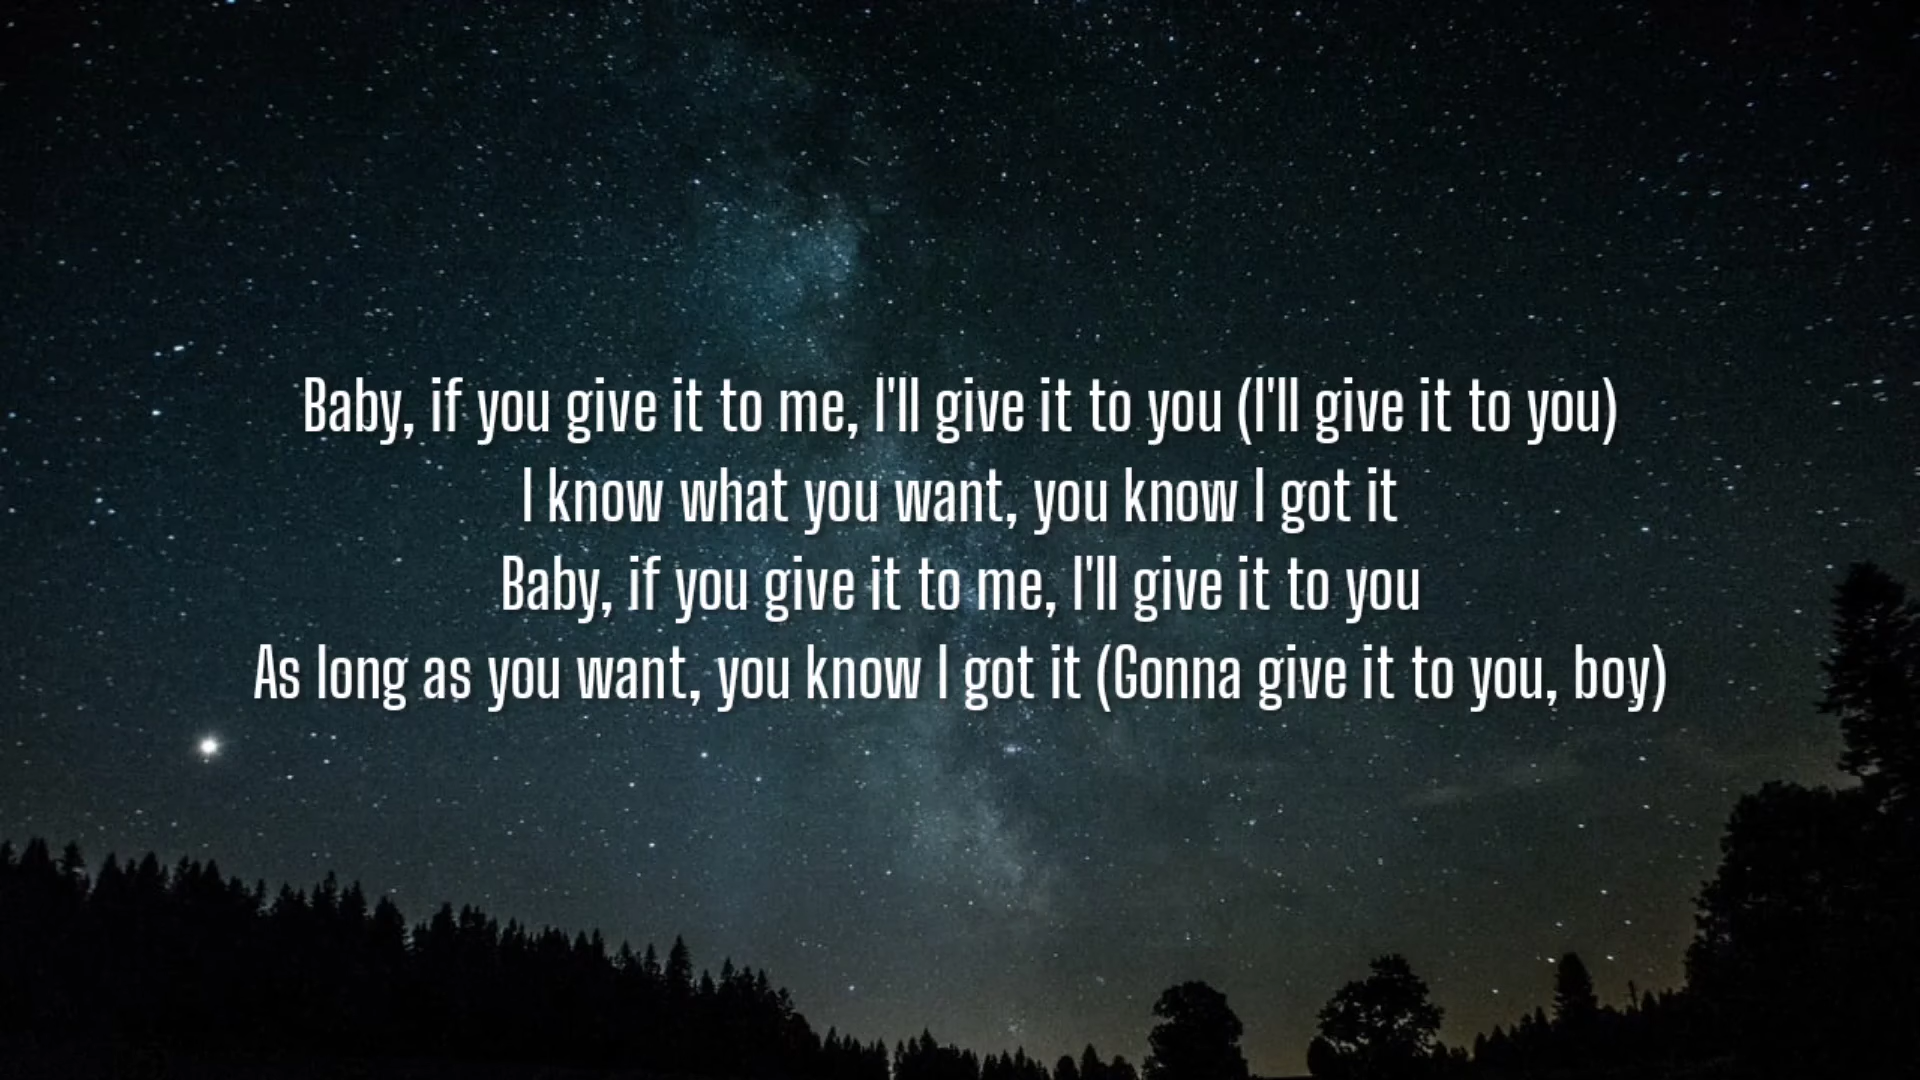 Baby, if you give it to me, I'll give it to you (I'll give it to you)
I know what you want, you know I got it
Baby, if you give it to me, I'll give it to you
As long as you want, you know I got it (Gonna give it to you, boy)